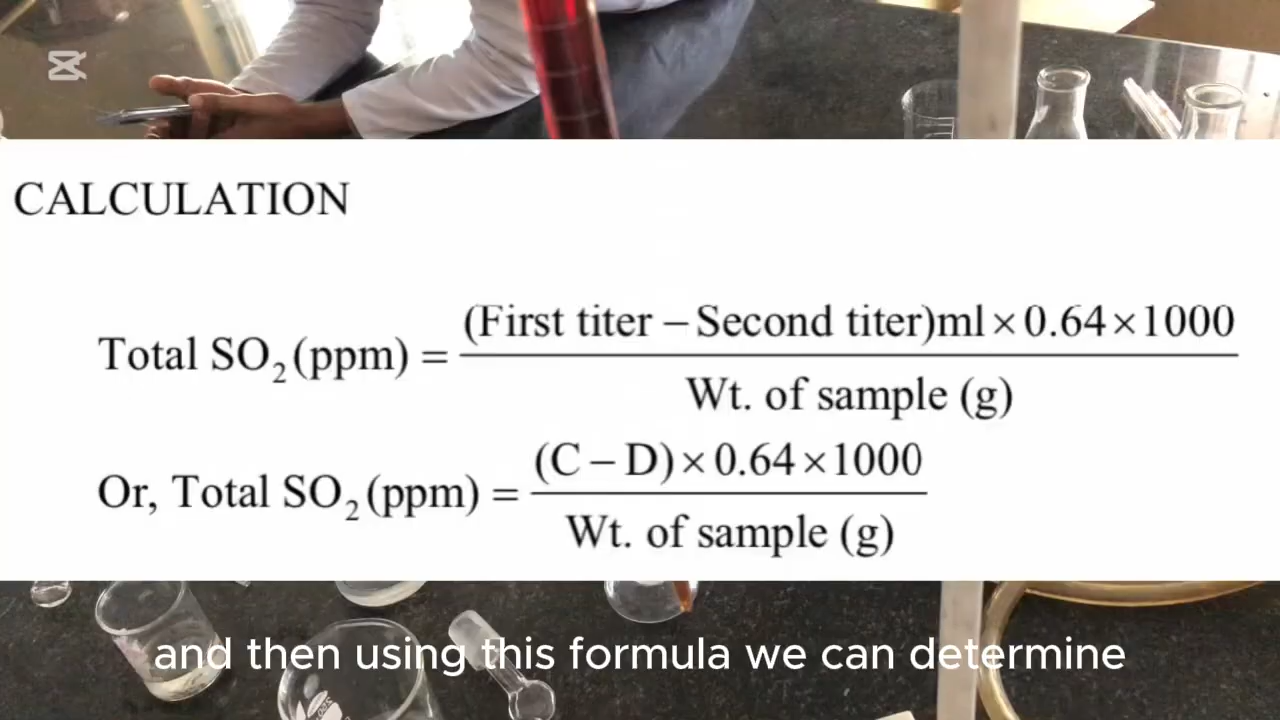 CALCULATION
Total SO₂ (ppm) = (First titer – Second titer)ml × 0.64 × 1000 / Wt. of sample (g)
Or, Total SO₂ (ppm) = (C – D) × 0.64 × 1000 / Wt. of sample (g)
and then using this formula we can determine